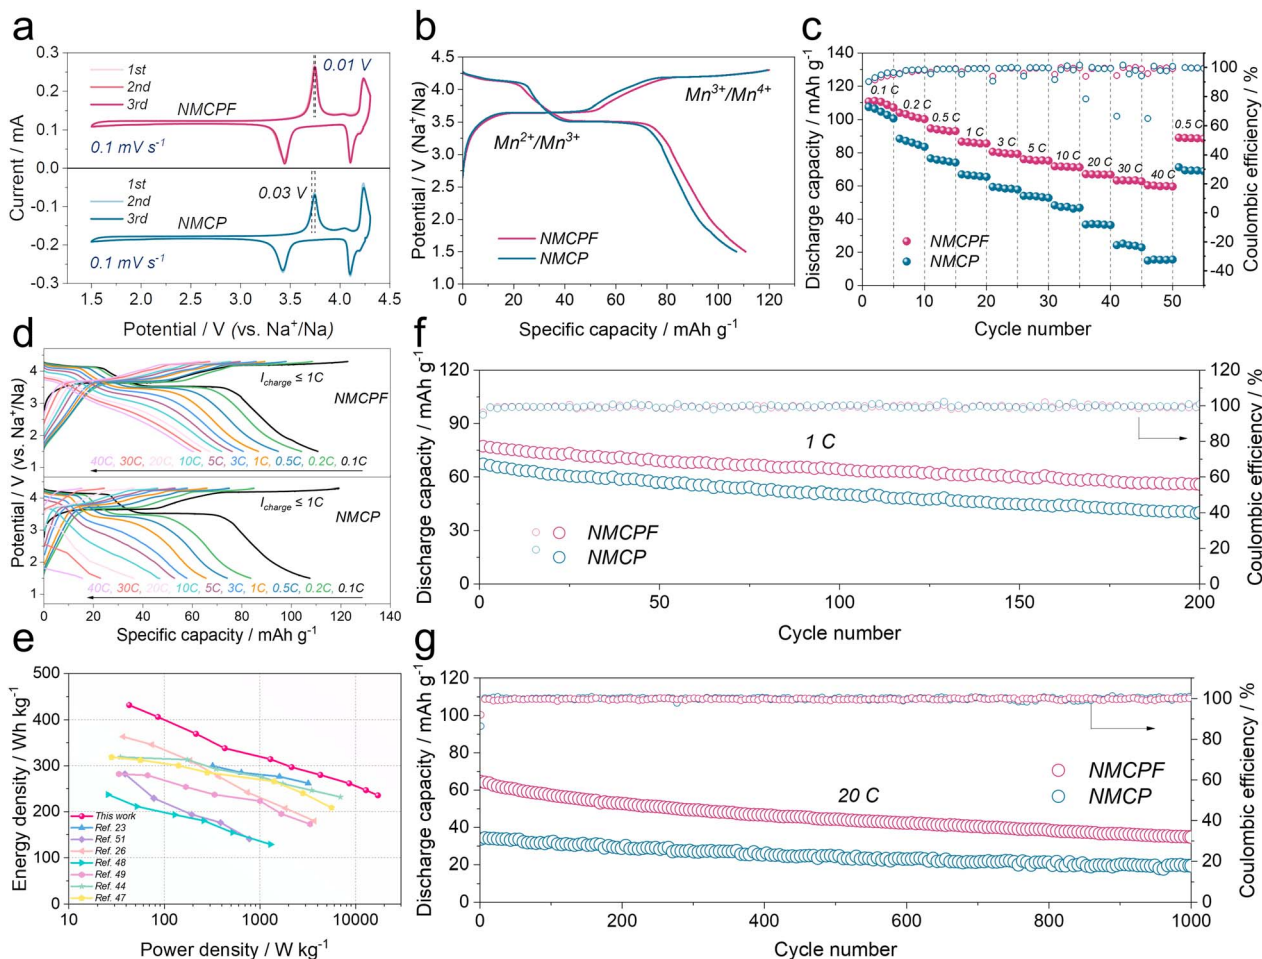 a
0.3
0.2
0.1
0.0
-0.1
-0.2
-0.3
Current / mA
1st
2nd
3rd
NMCPF
0.01 V
0.1 mV s⁻¹
1st
2nd
3rd
NMCP
0.03 V
0.1 mV s⁻¹
1.5 2.5 3.5 4.5
Potential / V (vs. Na⁺/Na)
b
4.5
4.0
3.5
3.0
2.5
2.0
1.5
1.0
Potential / V (Na⁺/Na)
Mn³⁺/Mn⁴⁺
Mn²⁺/Mn³⁺
NMCPF
NMCP
0 20 40 60 80 100 120
Specific capacity / mAh g⁻¹
c
140
120
100
80
60
40
20
0
Discharge capacity / mAh g⁻¹
0.1 C
0.2 C
0.5 C
1 C
3 C
5 C
10 C
20 C
30 C
40 C
0.5 C
NMCPF
NMCP
100
80
60
40
20
0
-20
-40
Coulombic efficiency / %
0 10 20 30 40 50
Cycle number
d
4
3
2
1
4
3
2
1
Potential / V (vs. Na⁺/Na)
I charge ≤ 1C
NMCPF
40C, 30C, 20C, 10C, 5C, 3C, 1C, 0.5C, 0.2C, 0.1C
I charge ≤ 1C
NMCP
40C, 30C, 20C, 10C, 5C, 3C, 1C, 0.5C, 0.2C, 0.1C
0 20 40 60 80 100 120 140
Specific capacity / mAh g⁻¹
f
120
90
60
30
0
Discharge capacity / mAh g⁻¹
1 C
NMCPF
NMCP
120
100
80
60
40
20
0
Coulombic efficiency / %
0 50 100 150 200
Cycle number
e
500
400
300
200
100
0
Energy density / Wh kg⁻¹
This work
Ref. 23
Ref. 51
Ref. 26
Ref. 48
Ref. 49
Ref. 44
Ref. 47
10 100 1000 10000
Power density / W kg⁻¹
g
120
100
80
60
40
20
0
Discharge capacity / mAh g⁻¹
20 C
NMCPF
NMCP
100
80
60
40
20
0
Coulombic efficiency / %
0 200 400 600 800 1000
Cycle number